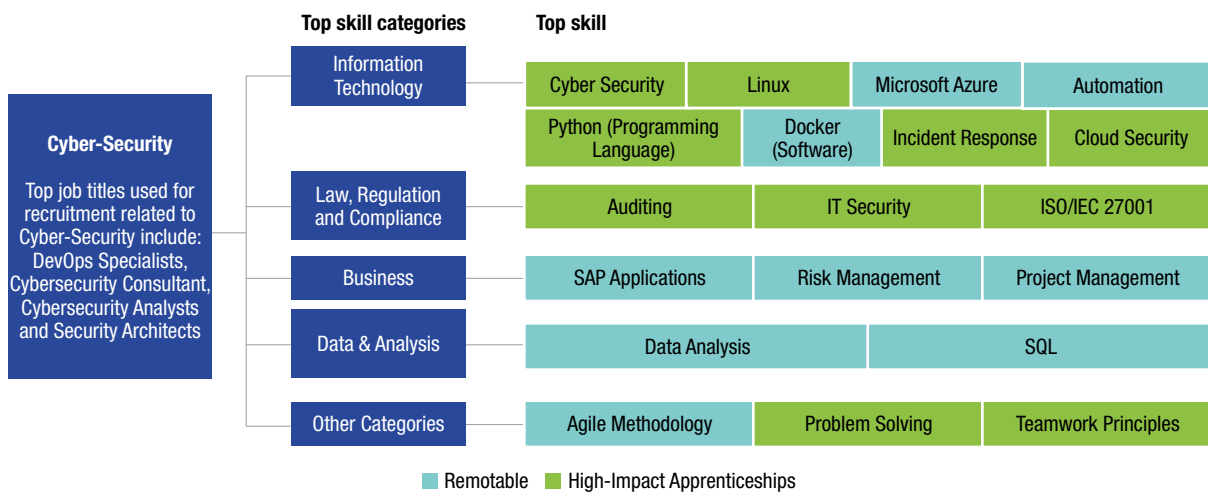 Top skill categories
Top skill
Cyber-Security
Top job titles used for
recruitment related to
Cyber-Security include:
DevOps Specialists,
Cybersecurity Consultant,
Cybersecurity Analysts
and Security Architects
Information
Technology
Cyber Security
Linux
Microsoft Azure
Automation
Python (Programming
Language)
Docker
(Software)
Incident Response
Cloud Security
Law, Regulation
and Compliance
Auditing
IT Security
ISO/IEC 27001
Business
SAP Applications
Risk Management
Project Management
Data & Analysis
Data Analysis
SQL
Other Categories
Agile Methodology
Problem Solving
Teamwork Principles
Remotable
High-Impact Apprenticeships